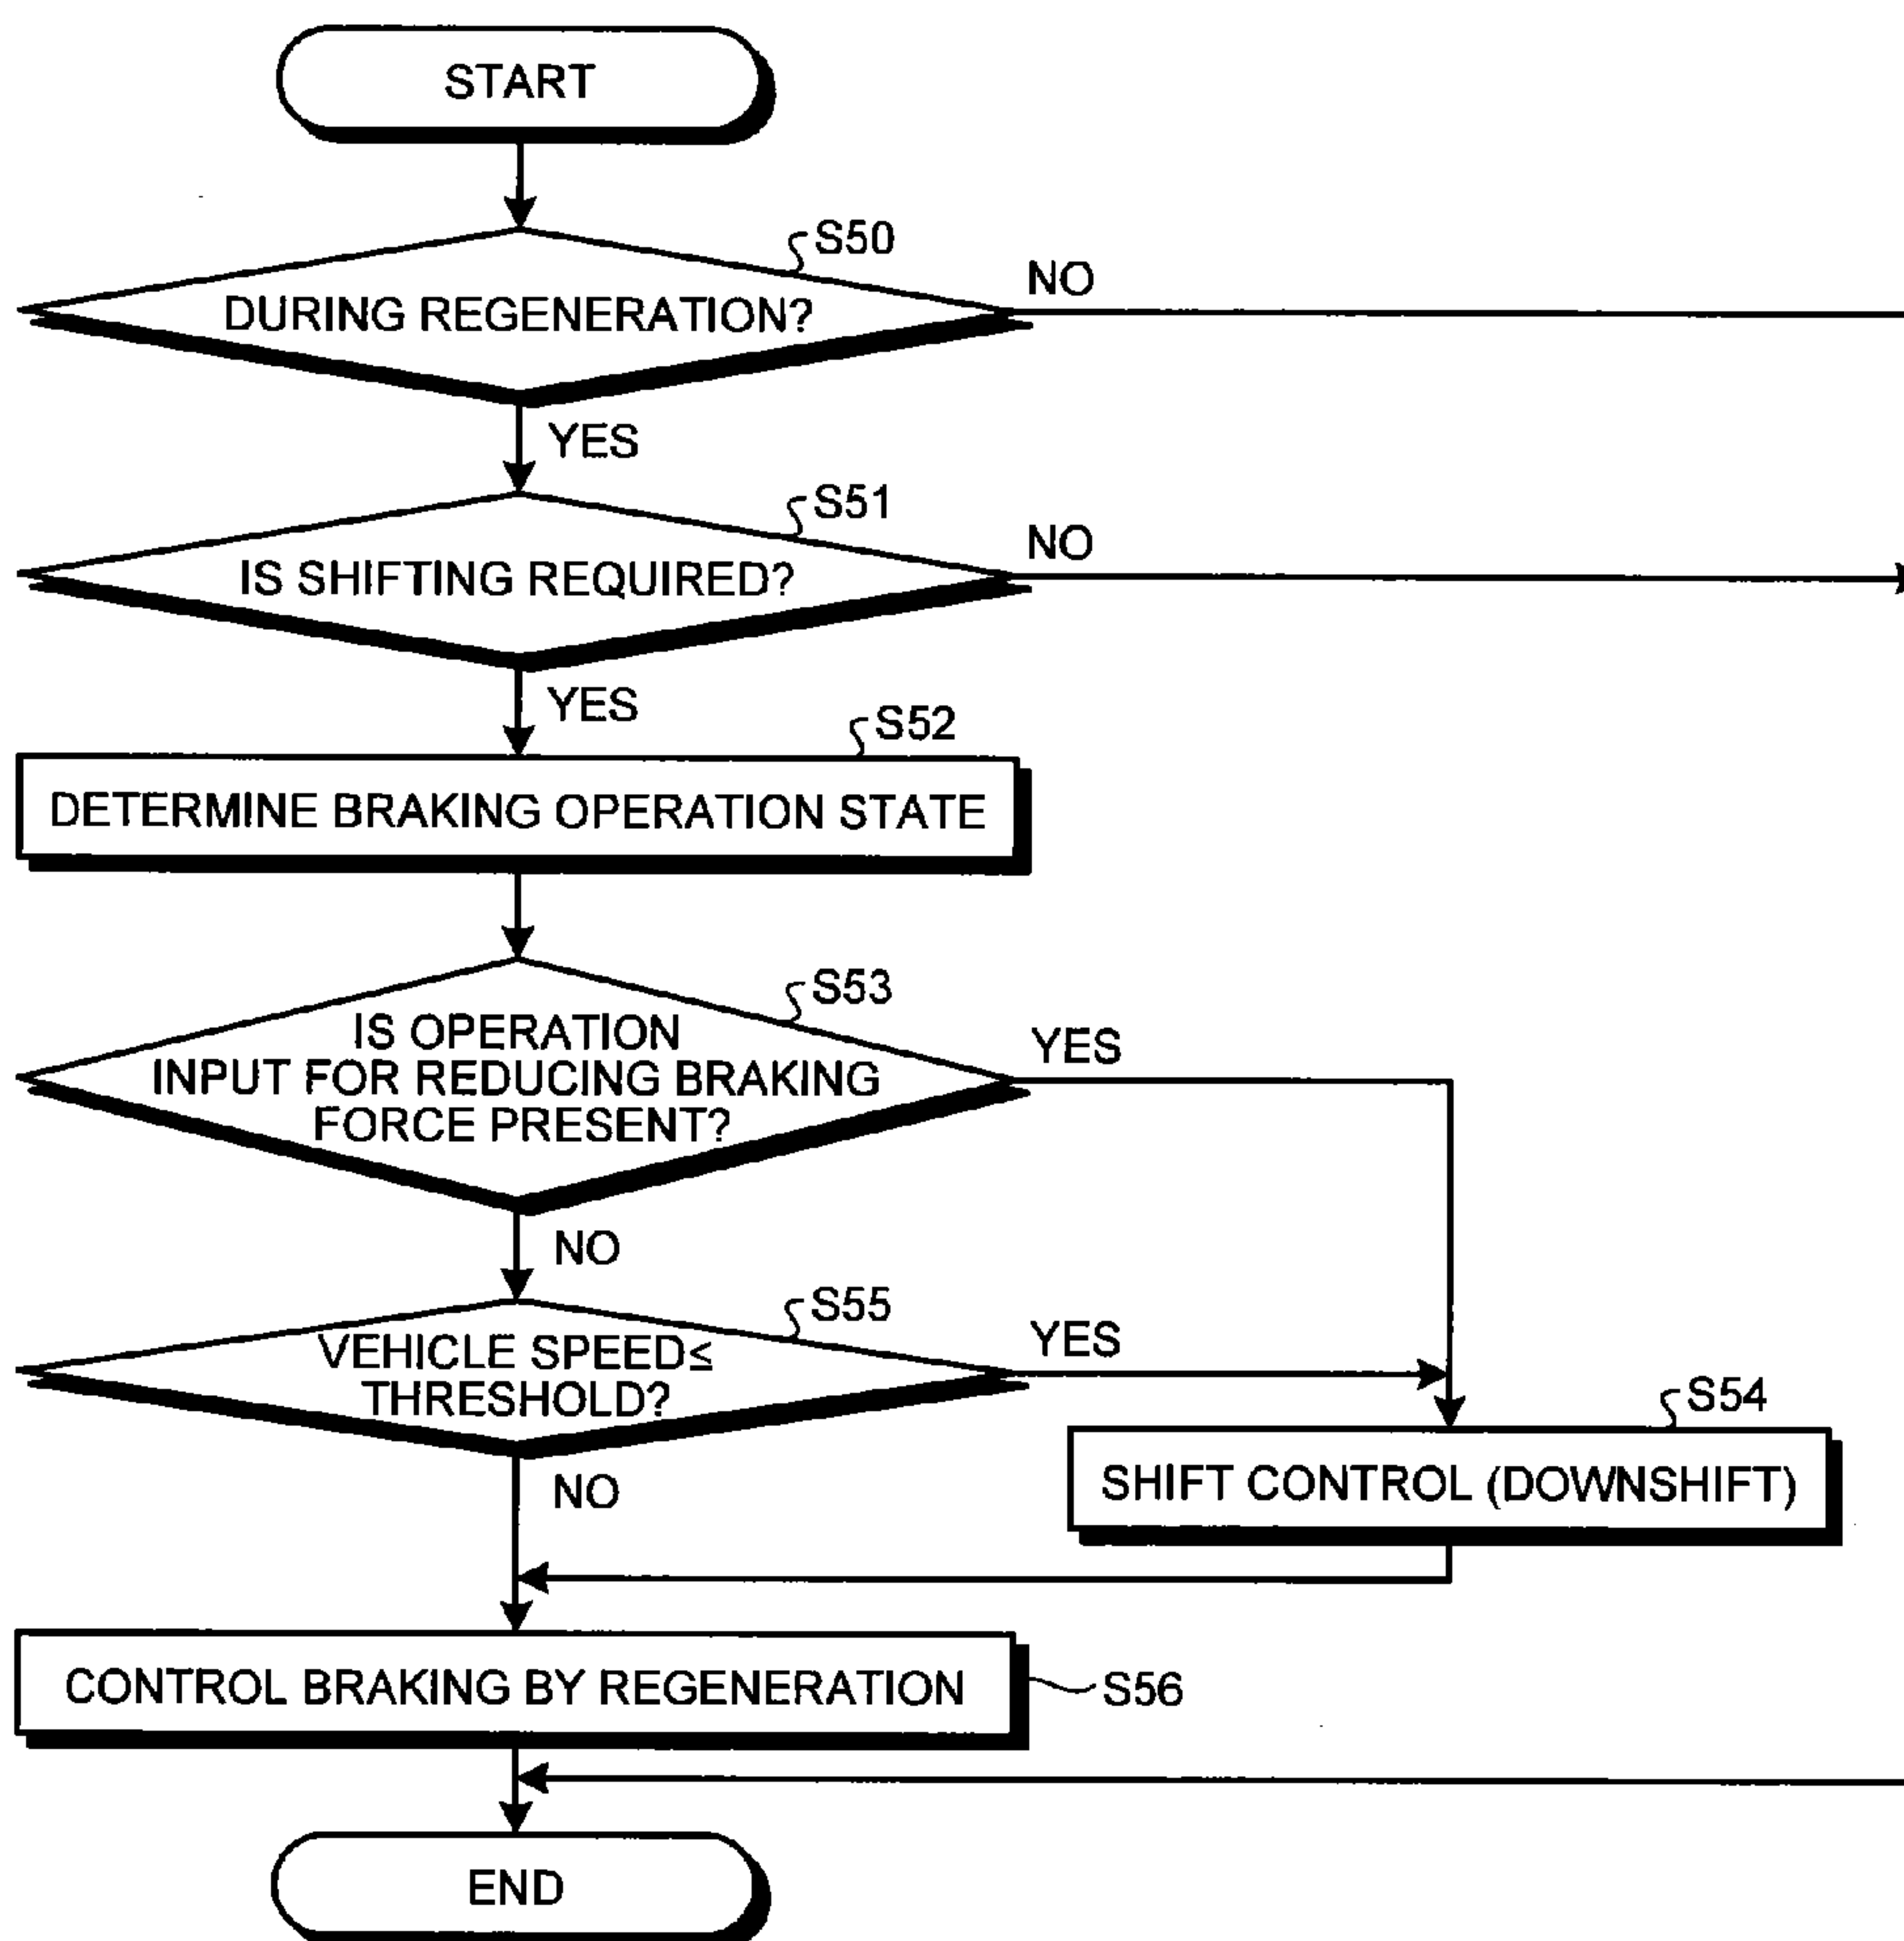 START
S50
NO
DURING REGENERATION?
YES
S51
NO
IS SHIFTING REQUIRED?
YES
S52
DETERMINE BRAKING OPERATION STATE
S53
IS OPERATION
INPUT FOR REDUCING BRAKING
FORCE PRESENT?
YES
NO
S55
VEHICLE SPEED≤
THRESHOLD?
YES
S54
SHIFT CONTROL (DOWNSHIFT)
NO
CONTROL BRAKING BY REGENERATION
S56
END